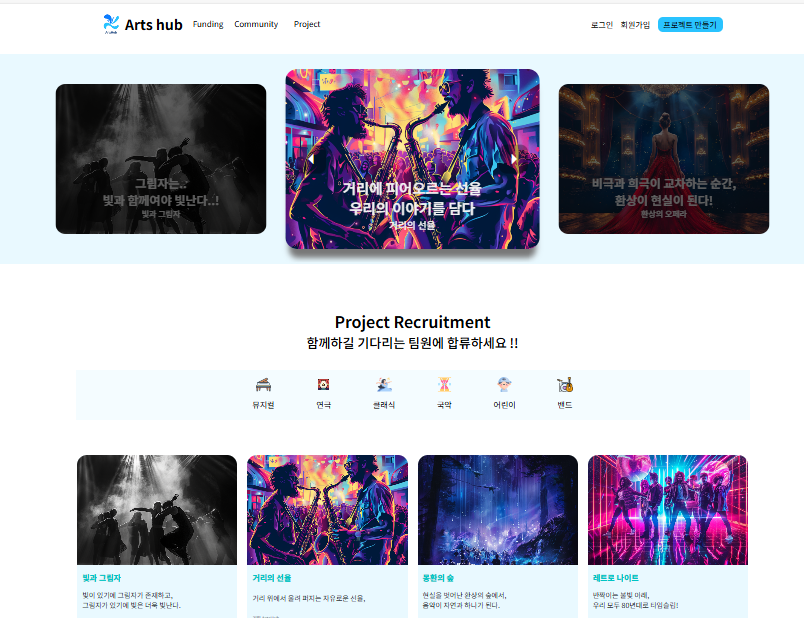 Arts hub
Funding
Community
Project
로그인
회원가입
프로젝트 만들기
그림자는..
빛과 함께여야 빛난다..!
빛과 그림자
거리에 피어오르는 선율
우리의 이야기를 담다
거리의 선율
비극과 희극이 교차하는 순간,
환상이 현실이 된다!
환상의 오페라
Project Recruitment
함께하길 기다리는 팀원에 합류하세요 !!
뮤지컬
연극
클래식
국악
어린이
밴드
빛과 그림자
빛이 있기에 그림자가 존재하고,
그림자가 있기에 빛은 더욱 빛난다.
거리의 선율
거리 위에서 울려 퍼지는 자유로운 선율,
몽환의 숲
현실을 벗어난 환상의 숲에서,
음악이 자연과 하나가 된다.
레트로 나이트
반짝이는 불빛 아래,
우리 모두 80년대로 타임슬립!